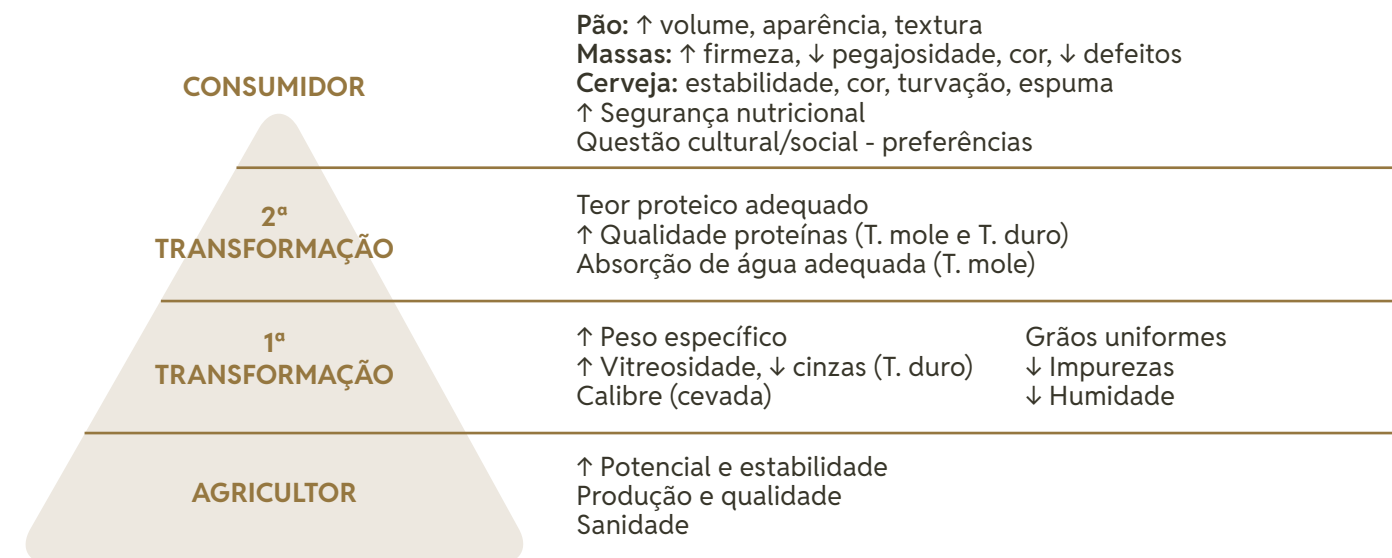 CONSUMIDOR
Pão: ↑ volume, aparência, textura
Massas: ↑ firmeza, ↓ pegajosidade, cor, ↓ defeitos
Cerveja: estabilidade, cor, turvação, espuma
↑ Segurança nutricional
Questão cultural/social - preferências
2ª
TRANSFORMAÇÃO
Teor proteico adequado
↑ Qualidade proteínas (T. mole e T. duro)
Absorção de água adequada (T. mole)
1ª
TRANSFORMAÇÃO
↑ Peso específico
↑ Vitreosidade, ↓ cinzas (T. duro)
Calibre (cevada)
Grãos uniformes
↓ Impurezas
↓ Humidade
AGRICULTOR
↑ Potencial e estabilidade
Produção e qualidade
Sanidade